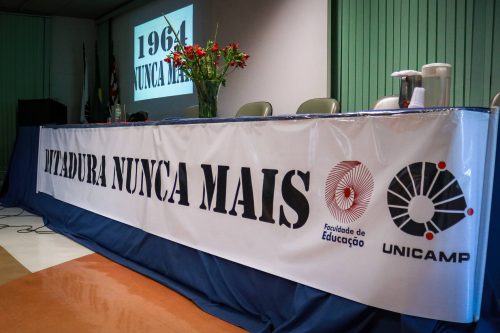 1964
NUNCA MAIS
DITADURA NUNCA MAIS
Faculdade de
Educação
UNICAMP